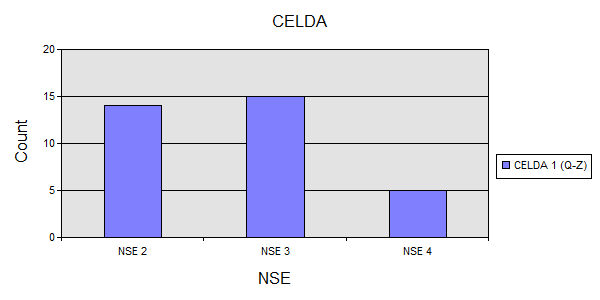 CELDA
20
15
10
5
0
Count
NSE 2
NSE 3
NSE 4
NSE
CELDA 1 (Q-Z)